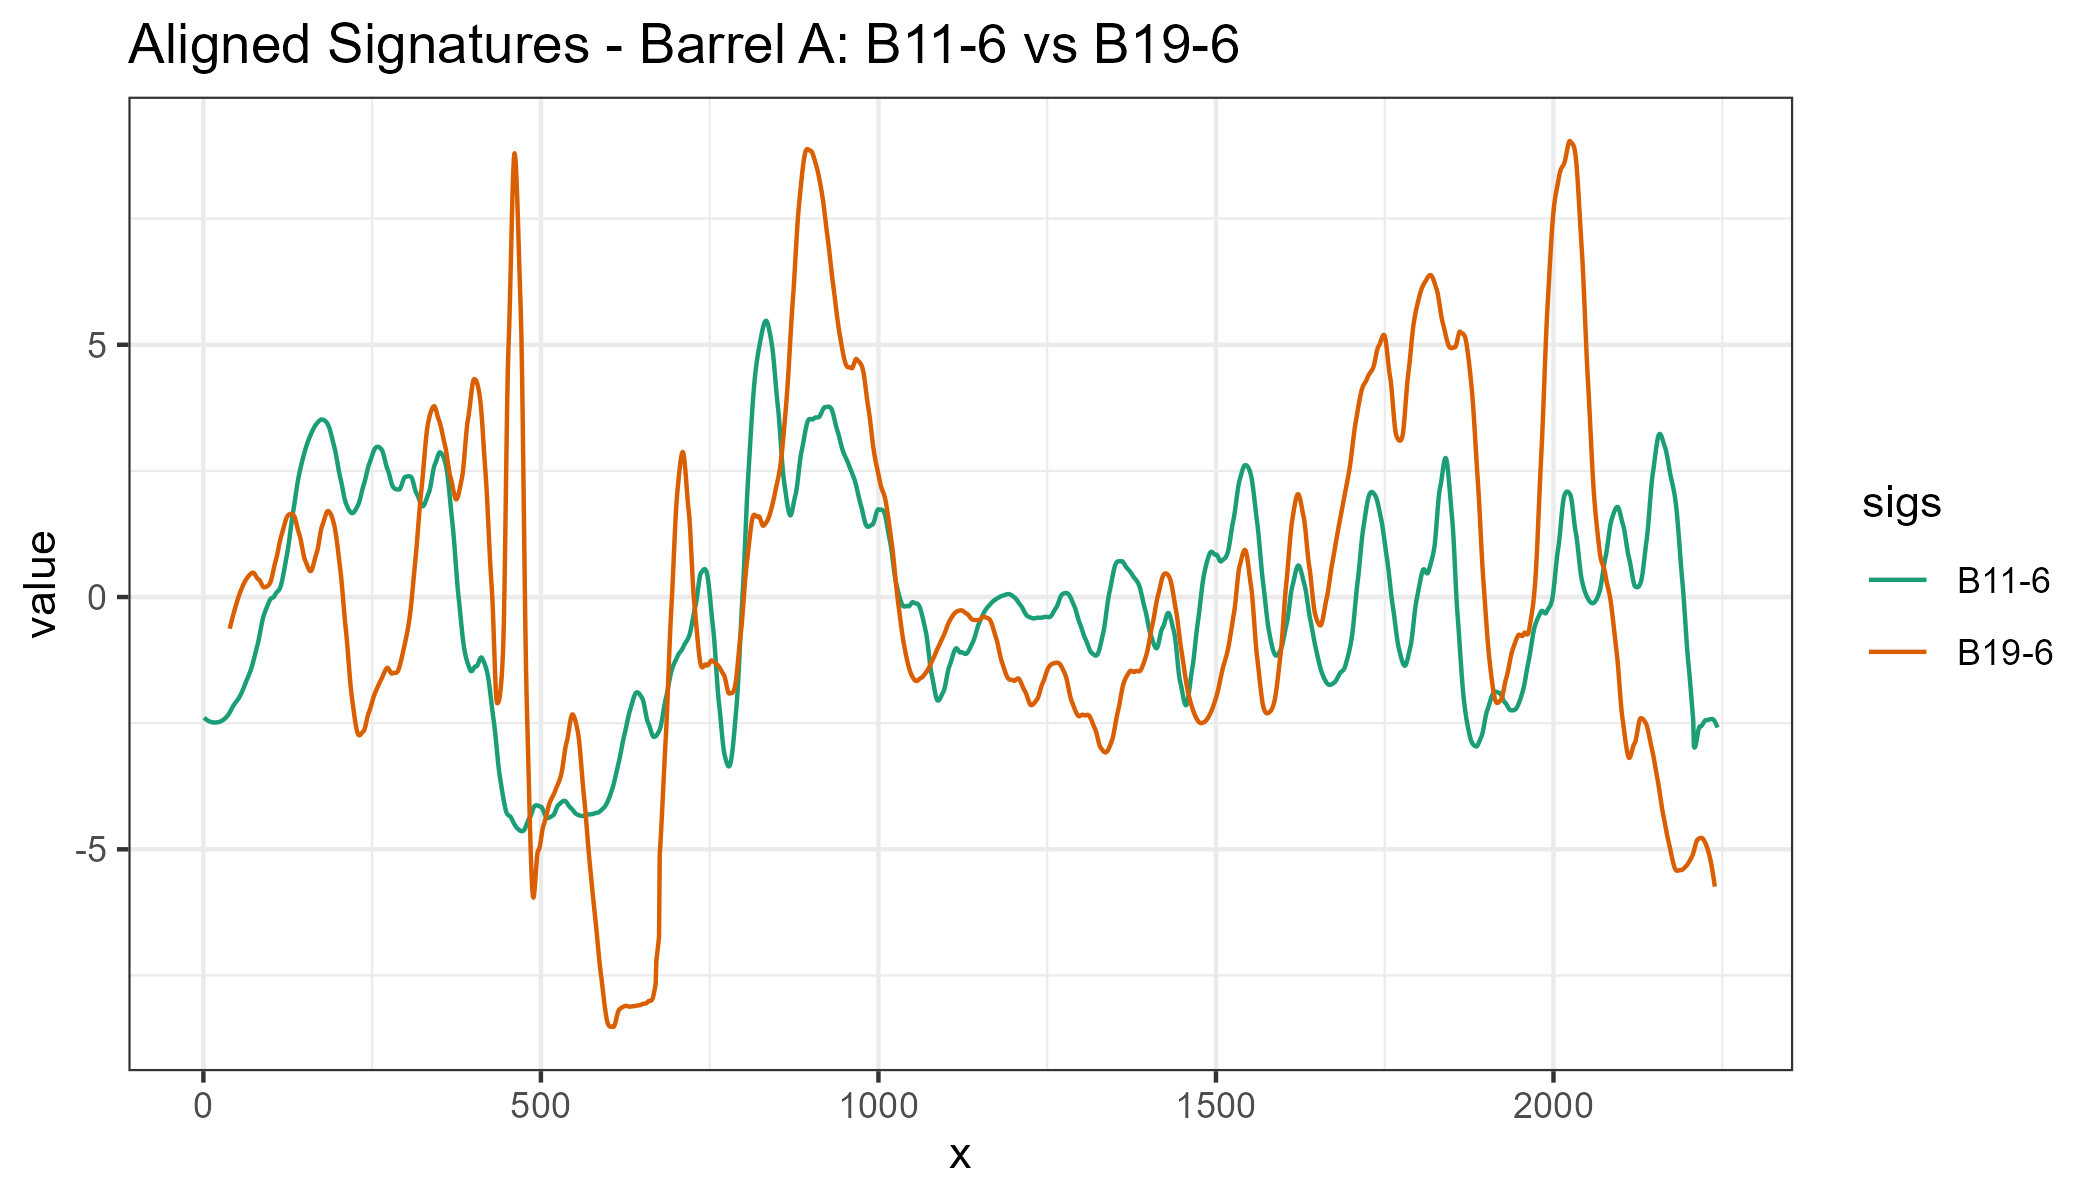 Aligned Signatures - Barrel A: B11-6 vs B19-6
value
5
0
-5
0
500
1000
1500
2000
x
sigs
B11-6
B19-6